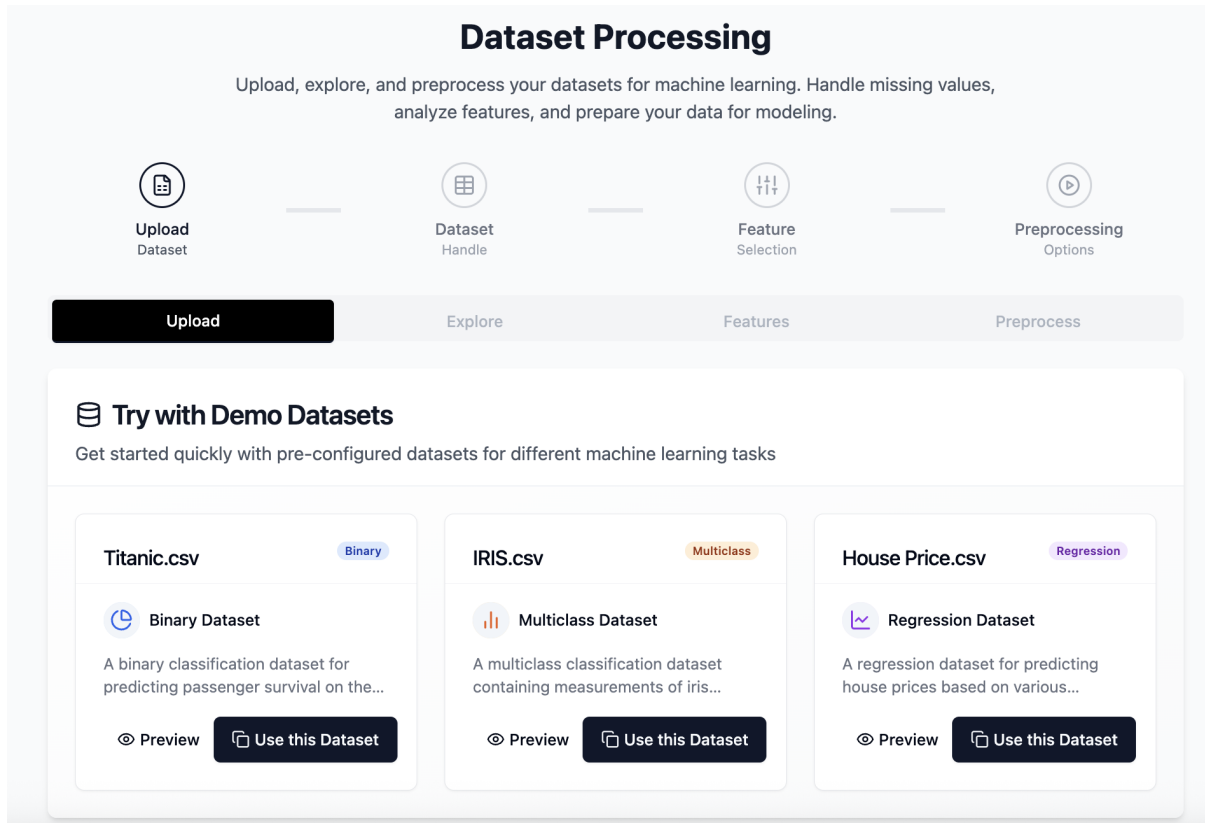 Dataset Processing
Upload, explore, and preprocess your datasets for machine learning. Handle missing values,
analyze features, and prepare your data for modeling.
Upload
Dataset
Dataset
Handle
Feature
Selection
Preprocessing
Options
Upload
Explore
Features
Preprocess
Try with Demo Datasets
Get started quickly with pre-configured datasets for different machine learning tasks
Titanic.csv
Binary
Binary Dataset
A binary classification dataset for
predicting passenger survival on the...
Preview
Use this Dataset
IRIS.csv
Multiclass
Multiclass Dataset
A multiclass classification dataset
containing measurements of iris...
Preview
Use this Dataset
House Price.csv
Regression
Regression Dataset
A regression dataset for predicting
house prices based on various...
Preview
Use this Dataset